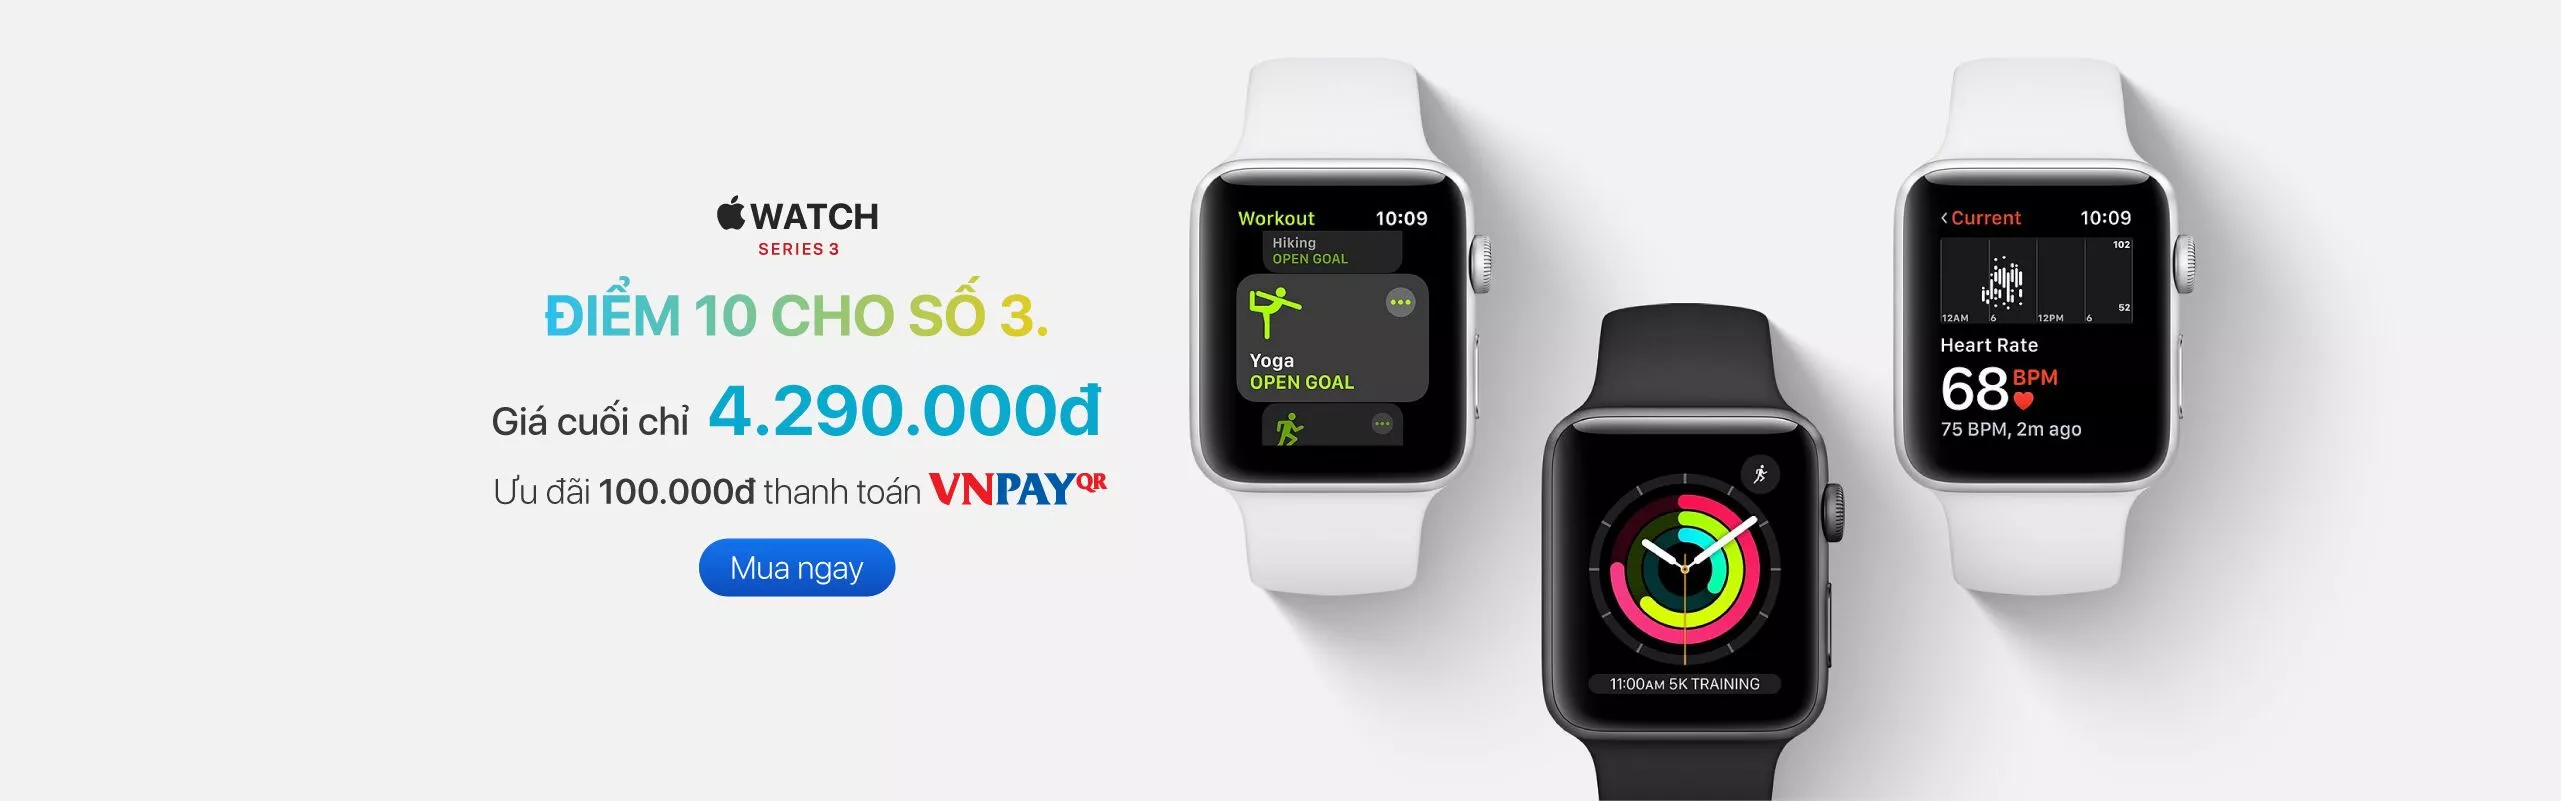 WATCH
SERIES 3
ĐIỂM 10 CHO SỐ 3.
Giá cuối chỉ 4.290.000đ
Ưu đãi 100.000đ thanh toán VNPAYQR
Mua ngay
Workout 10:09
Hiking
OPEN GOAL
Yoga
OPEN GOAL
11:00AM 5K TRAINING
Current 10:09
102
52
12AM 6 12PM 6
Heart Rate
68 BPM
75 BPM, 2m ago